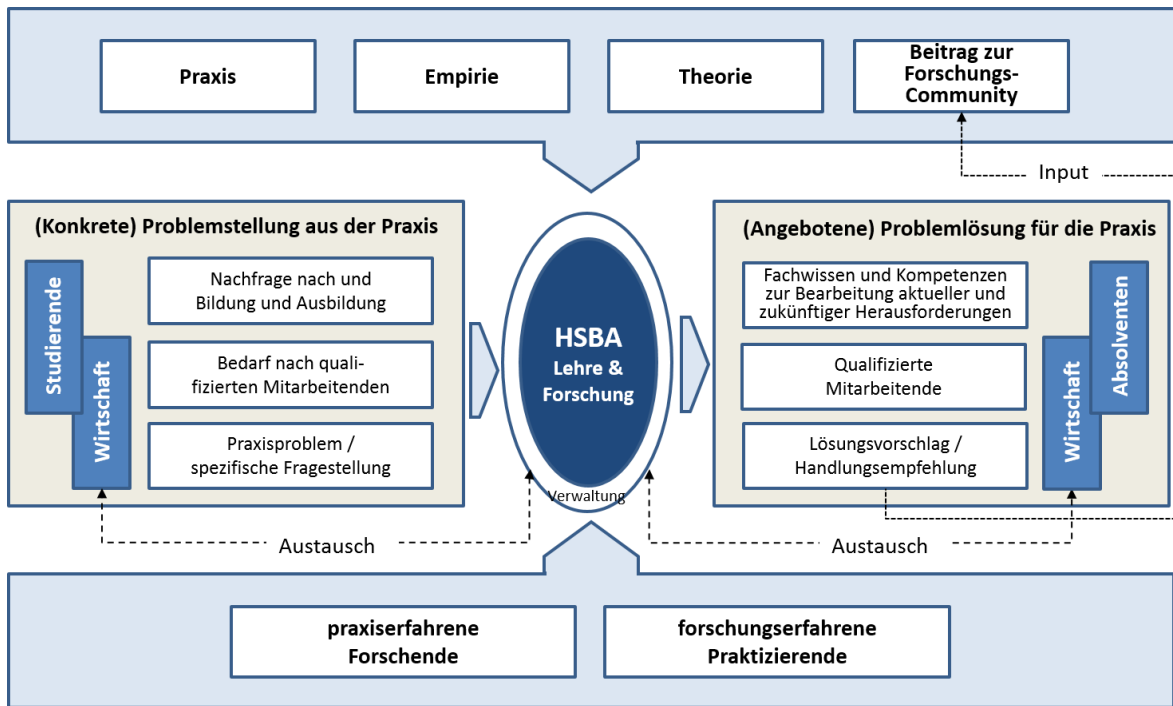 Praxis
Empirie
Theorie
Beitrag zur
Forschungs-
Community
Input
(Konkrete) Problemstellung aus der Praxis
Studierende
Wirtschaft
Nachfrage nach und
Bildung und Ausbildung
Bedarf nach quali-
fizierten Mitarbeitenden
Praxisproblem /
spezifische Fragestellung
Austausch
HSBA
Lehre &
Forschung
Verwaltung
(Angebotene) Problemlösung für die Praxis
Fachwissen und Kompetenzen
zur Bearbeitung aktueller und
zukünftiger Herausforderungen
Qualifizierte
Mitarbeitende
Lösungsvorschlag /
Handlungsempfehlung
Wirtschaft
Absolventen
Austausch
praxiserfahrene
Forschende
forschungserfahrene
Praktizierende